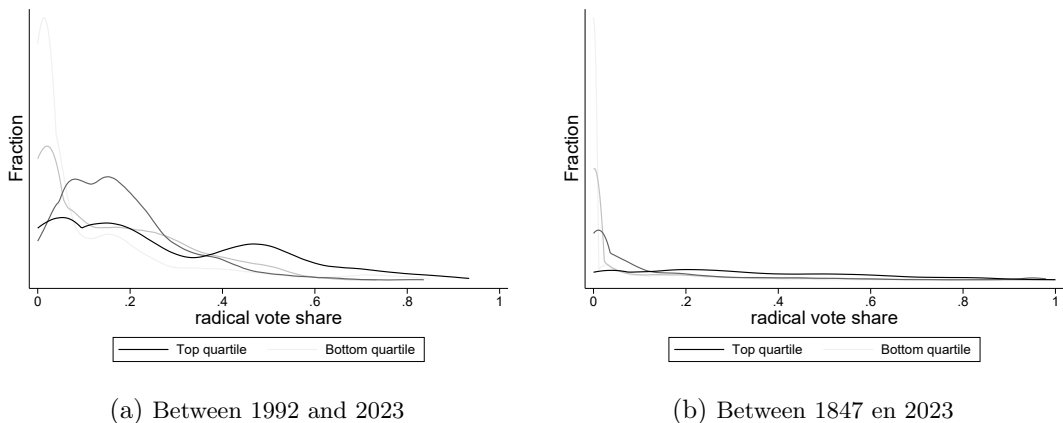 Fraction
0 .2 .4 .6 .8 1
radical vote share
Top quartile Bottom quartile
(a) Between 1992 and 2023
Fraction
0 .2 .4 .6 .8 1
radical vote share
Top quartile Bottom quartile
(b) Between 1847 en 2023